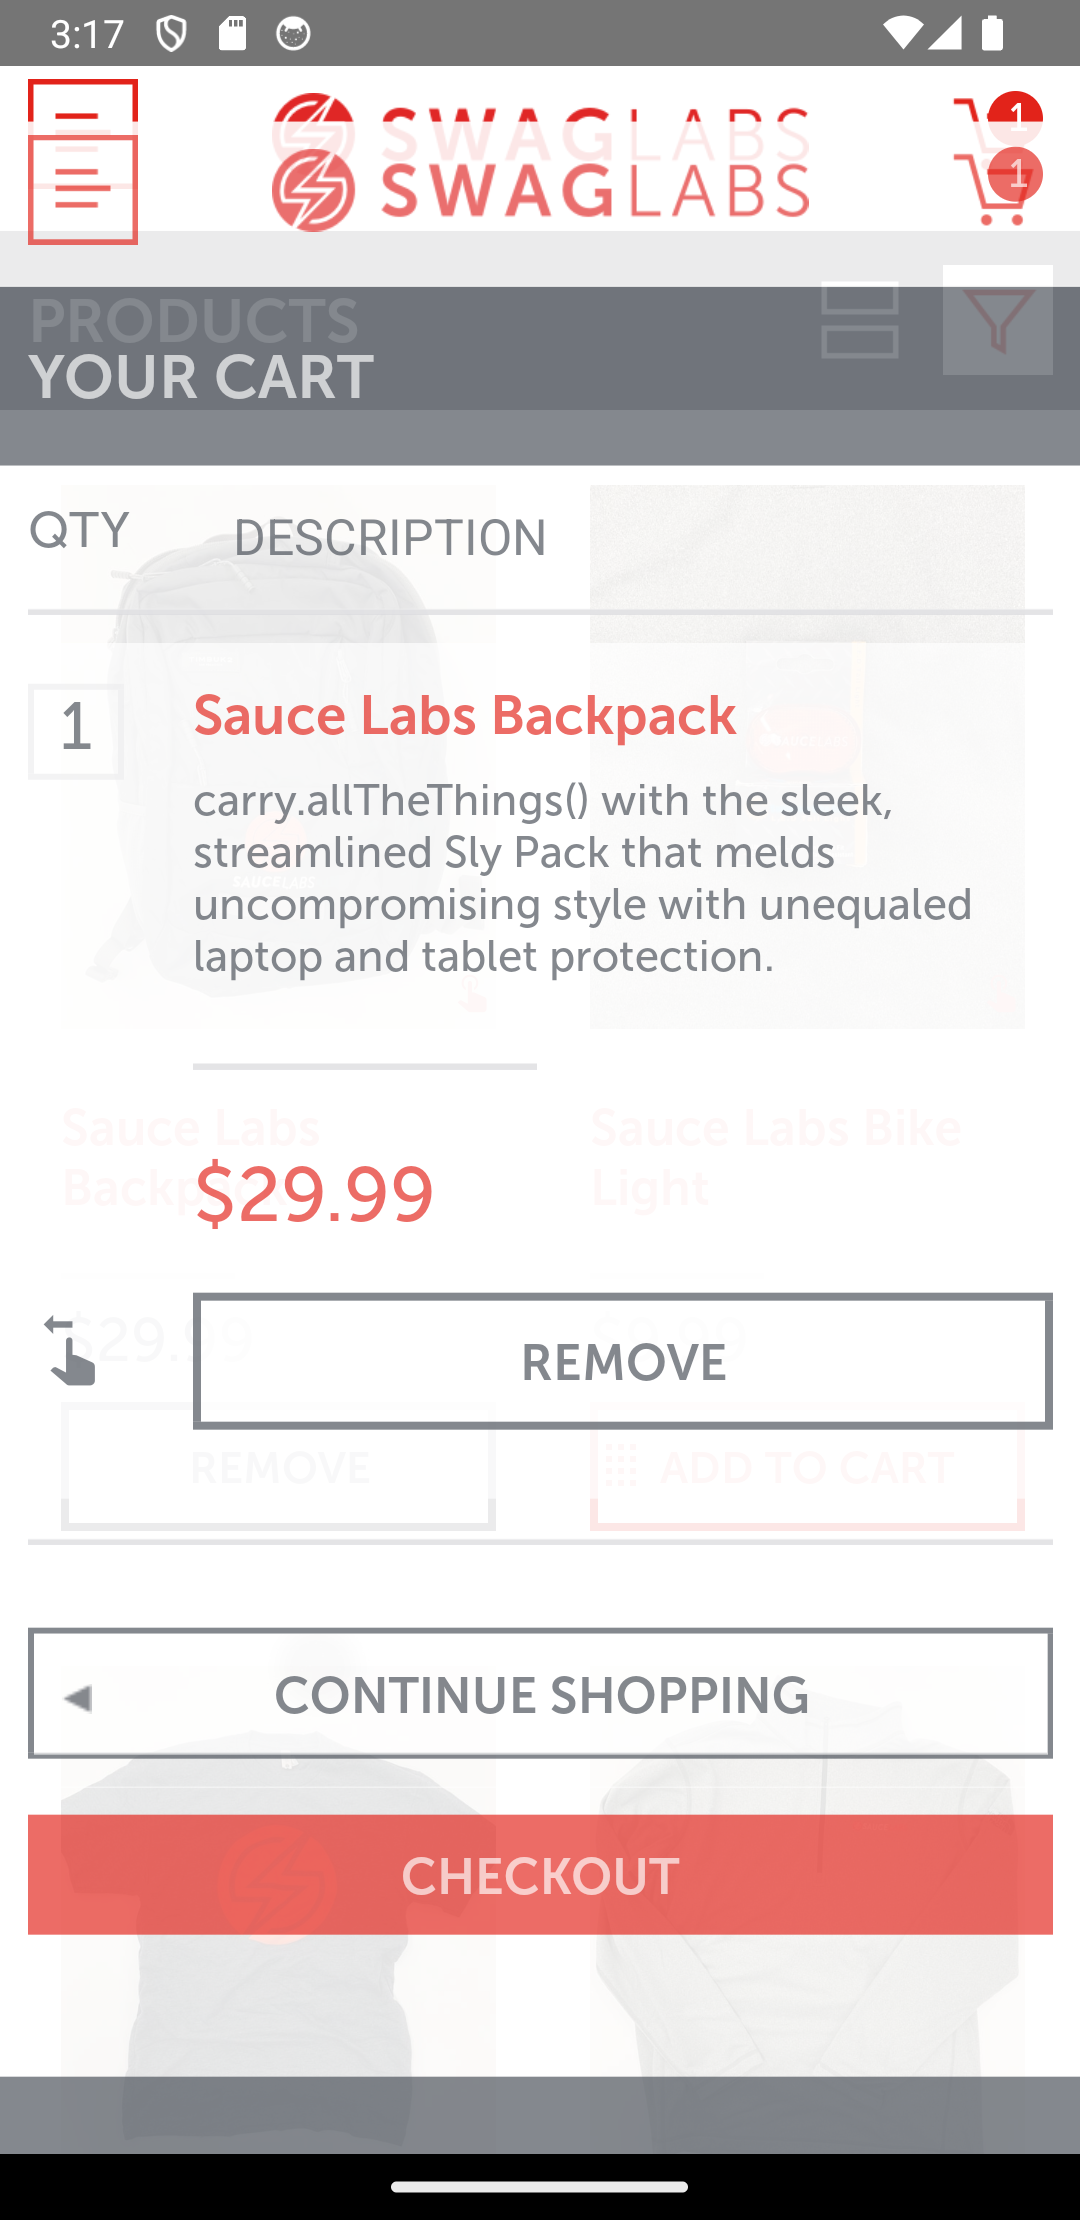 3:17
SWAGLABS
1
SWAGLABS
1
PRODUCTS
YOUR CART
QTY
DESCRIPTION
1
Sauce Labs Backpack
carry.allTheThings() with the sleek,
streamlined Sly Pack that melds
uncompromising style with unequaled
laptop and tablet protection.
SAUCELABS
Sauce Labs
Backpack
Sauce Labs Bike
Light
$29.99
$29.99
$9.99
REMOVE
REMOVE
ADD TO CART
CONTINUE SHOPPING
CHECKOUT